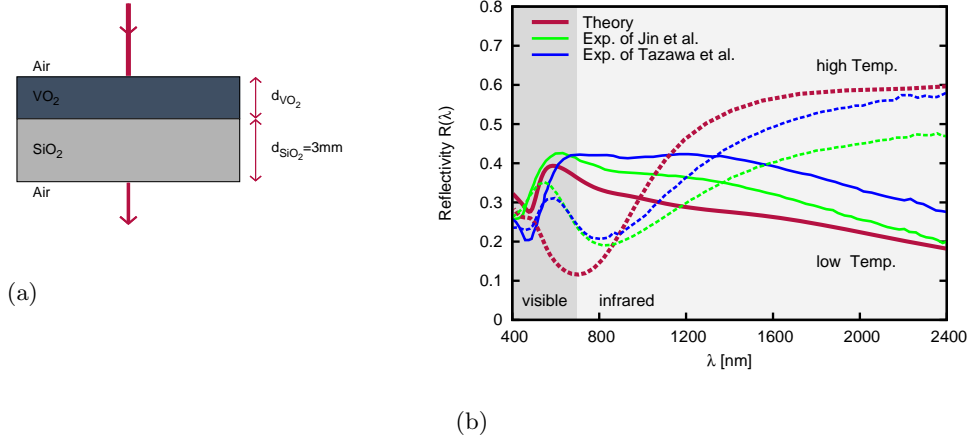 Air
VO2
dVO2
SiO2
dSiO2=3mm
Air
(a)
Reflectivity R(λ)
0.8
0.7
0.6
0.5
0.4
0.3
0.2
0.1
0
Theory
Exp. of Jin et al.
Exp. of Tazawa et al.
high Temp.
low Temp.
visible
infrared
400
800
1200
1600
2000
2400
λ [nm]
(b)